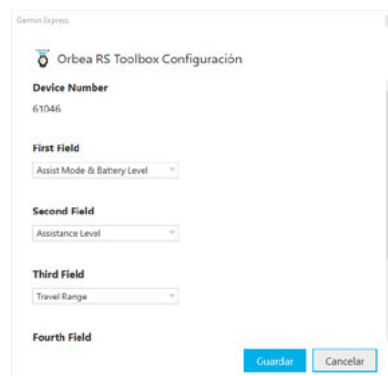 Garmin Express
Orbea RS Toolbox Configuración
Device Number
61046
First Field
Assist Mode & Battery Level
Second Field
Assistance Level
Third Field
Travel Range
Fourth Field
Guardar Cancelar